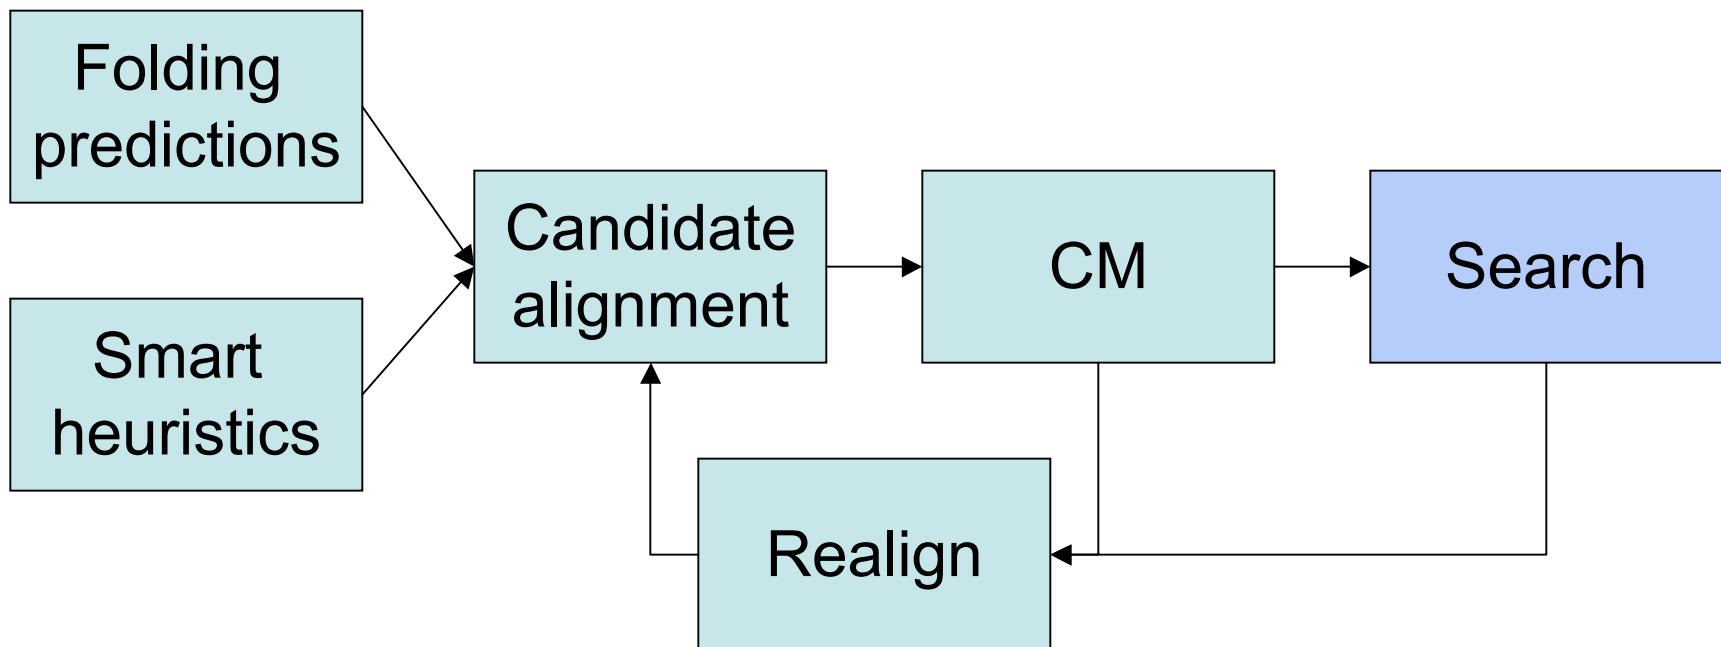 Folding
predictions
Smart
heuristics
Candidate
alignment
CM
Search
Realign